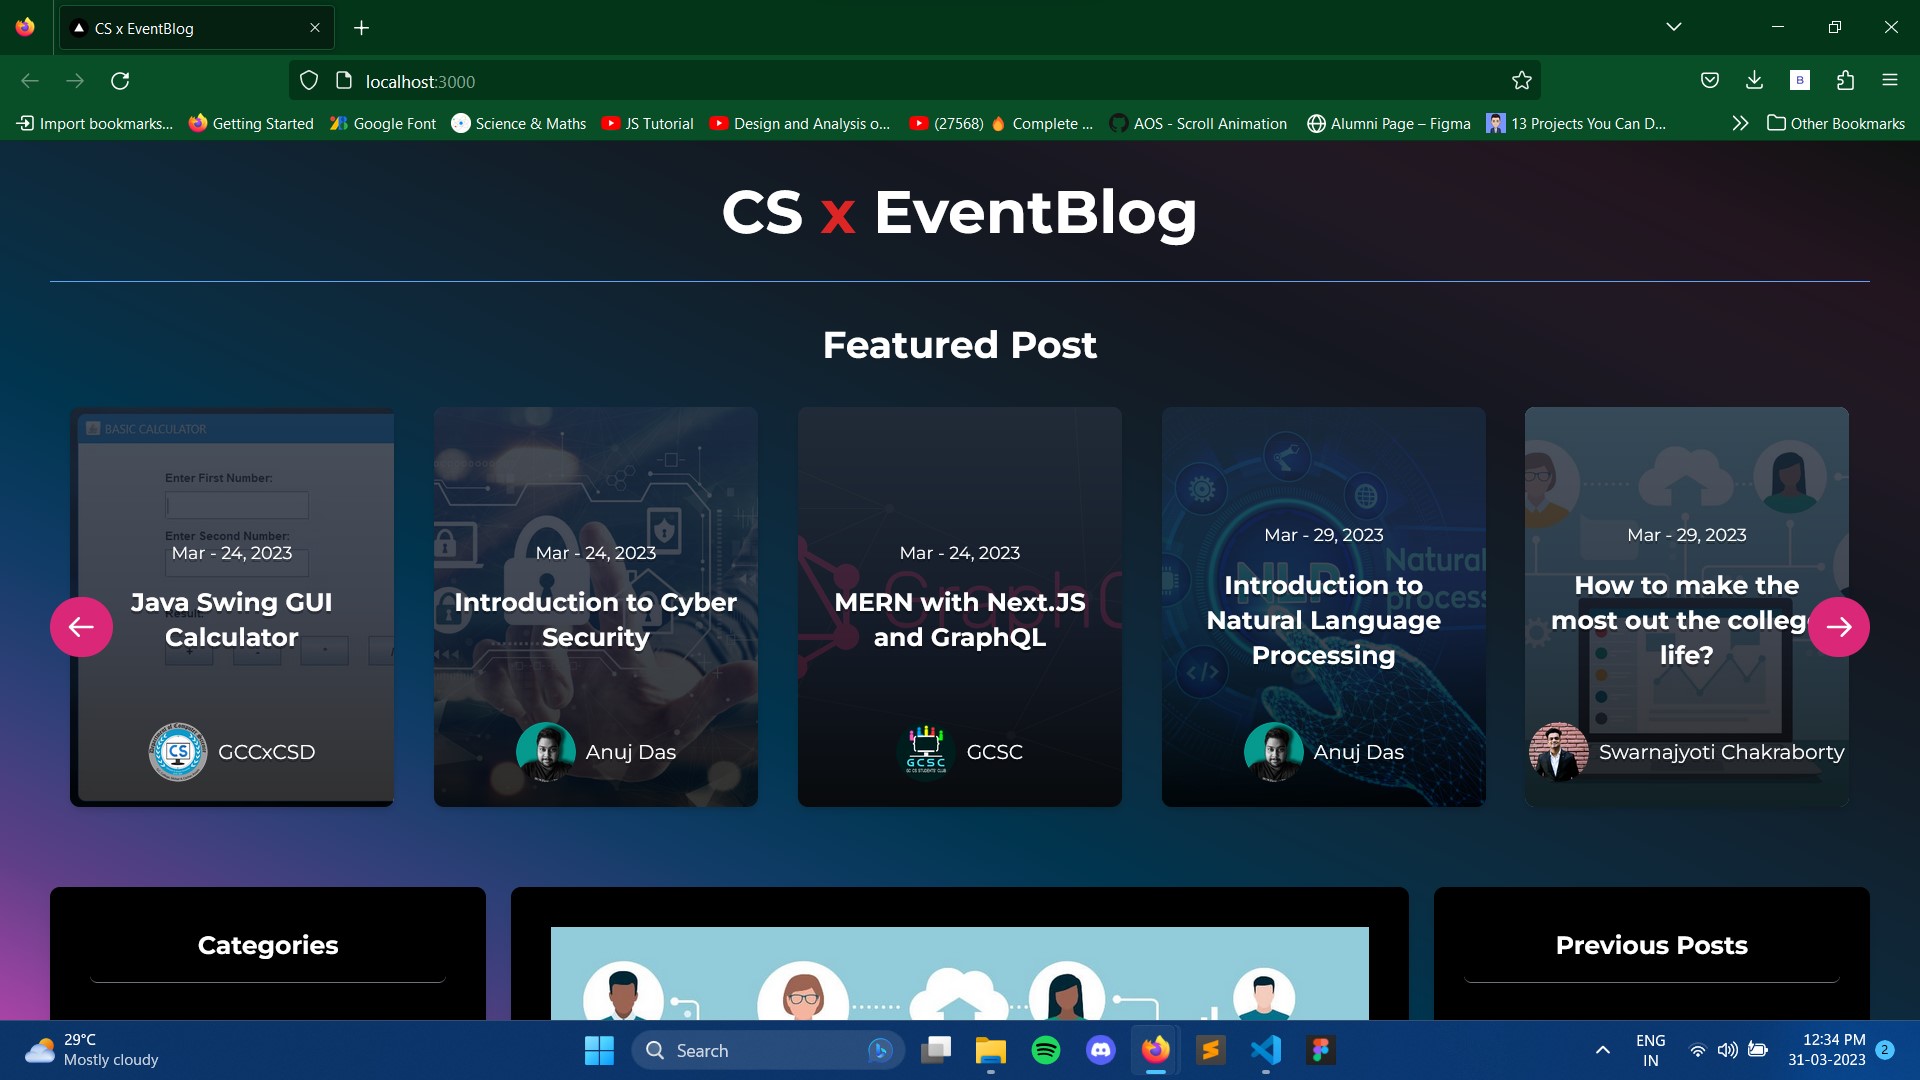 CS x EventBlog
localhost:3000
Import bookmarks...
Getting Started
Google Font
Science & Maths
JS Tutorial
Design and Analysis o...
(27568) 🔥 Complete ...
AOS - Scroll Animation
Alumni Page – Figma
13 Projects You Can D...
Other Bookmarks
B
CS x EventBlog
Featured Post
BASIC CALCULATOR
Enter First Number:
Enter Second Number:
Mar - 24, 2023
Result:
Java Swing GUI
Calculator
CS
GCCxCSD
Mar - 24, 2023
Introduction to Cyber
Security
Anuj Das
Mar - 24, 2023
MERN with Next.JS
and GraphQL
GCSC
GCSC
Mar - 29, 2023
NLP
Natural
Introduction to
Natural Language
Processing
Anuj Das
Mar - 29, 2023
How to make the
most out the colleg
life?
Swarnajyoti Chakraborty
Categories
Previous Posts
29°C
Mostly cloudy
Search
ENG
IN
12:34 PM
31-03-2023
2